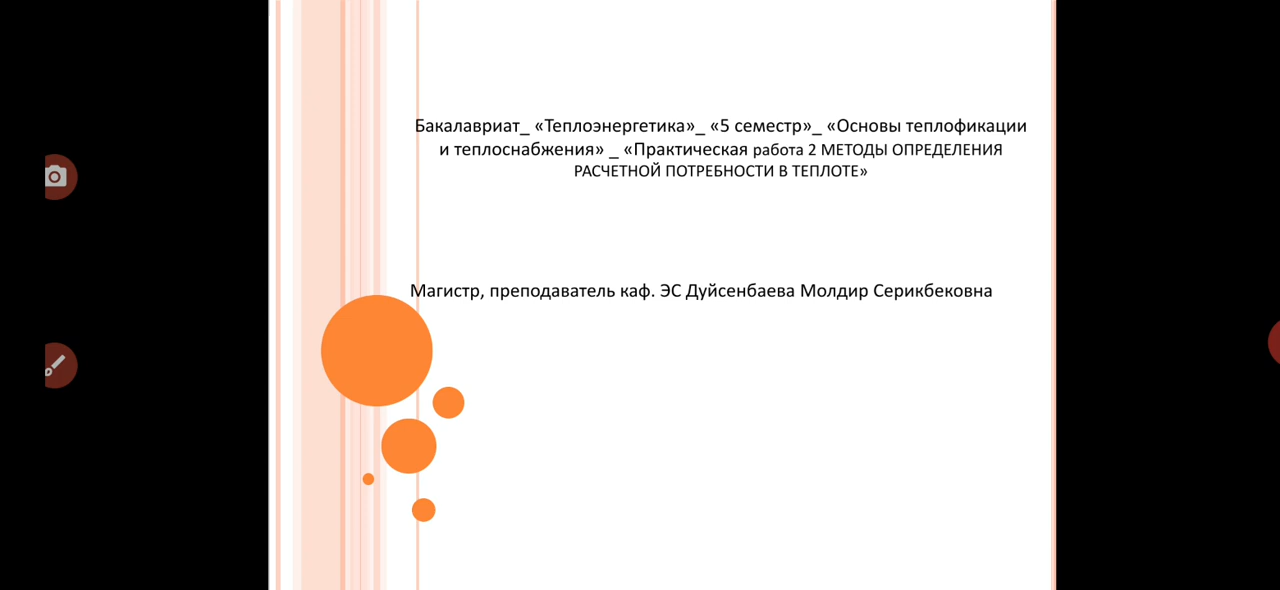 Бакалавриат_ «Теплоэнергетика»_ «5 семестр»_ «Основы теплофикации
и теплоснабжения» _ «Практическая работа 2 МЕТОДЫ ОПРЕДЕЛЕНИЯ
РАСЧЕТНОЙ ПОТРЕБНОСТИ В ТЕПЛОТЕ»
Магистр, преподаватель каф. ЭС Дуйсенбаева Молдир Серикбековна